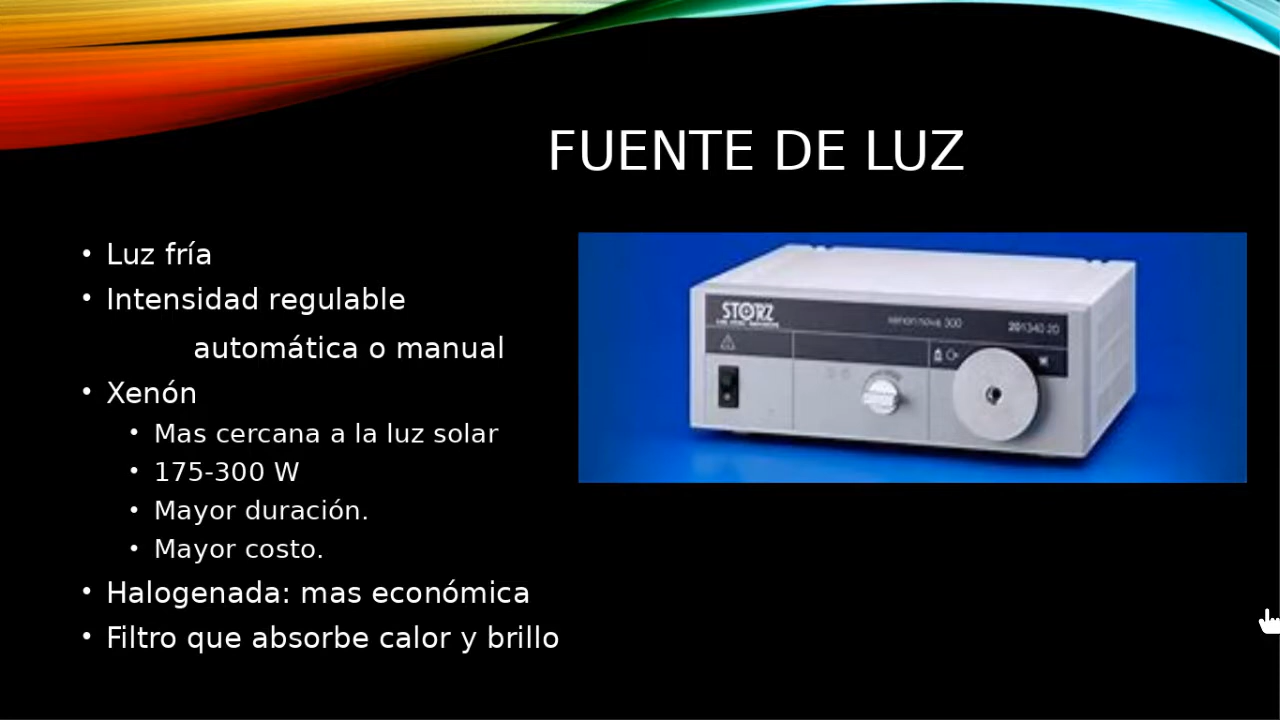 FUENTE DE LUZ
• Luz fría
• Intensidad regulable
automática o manual
• Xenón
• Mas cercana a la luz solar
• 175-300 W
• Mayor duración.
• Mayor costo.
• Halogenada: mas económica
• Filtro que absorbe calor y brillo
STORZ
xenon nova 300
201340 20